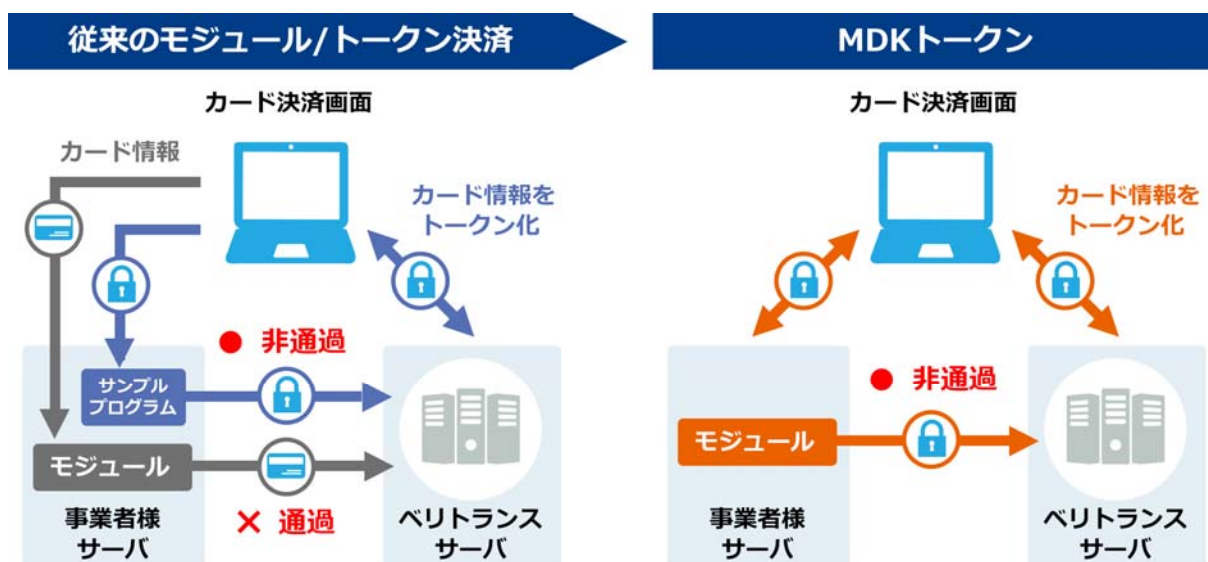 従来のモジュール/トークン決済
カード決済画面
カード情報
カード情報を
トークン化
● 非通過
サンプル
プログラム
モジュール
× 通過
事業者様
サーバ
ベリトランス
サーバ
MDKトークン
カード決済画面
カード情報を
トークン化
● 非通過
モジュール
事業者様
サーバ
ベリトランス
サーバ